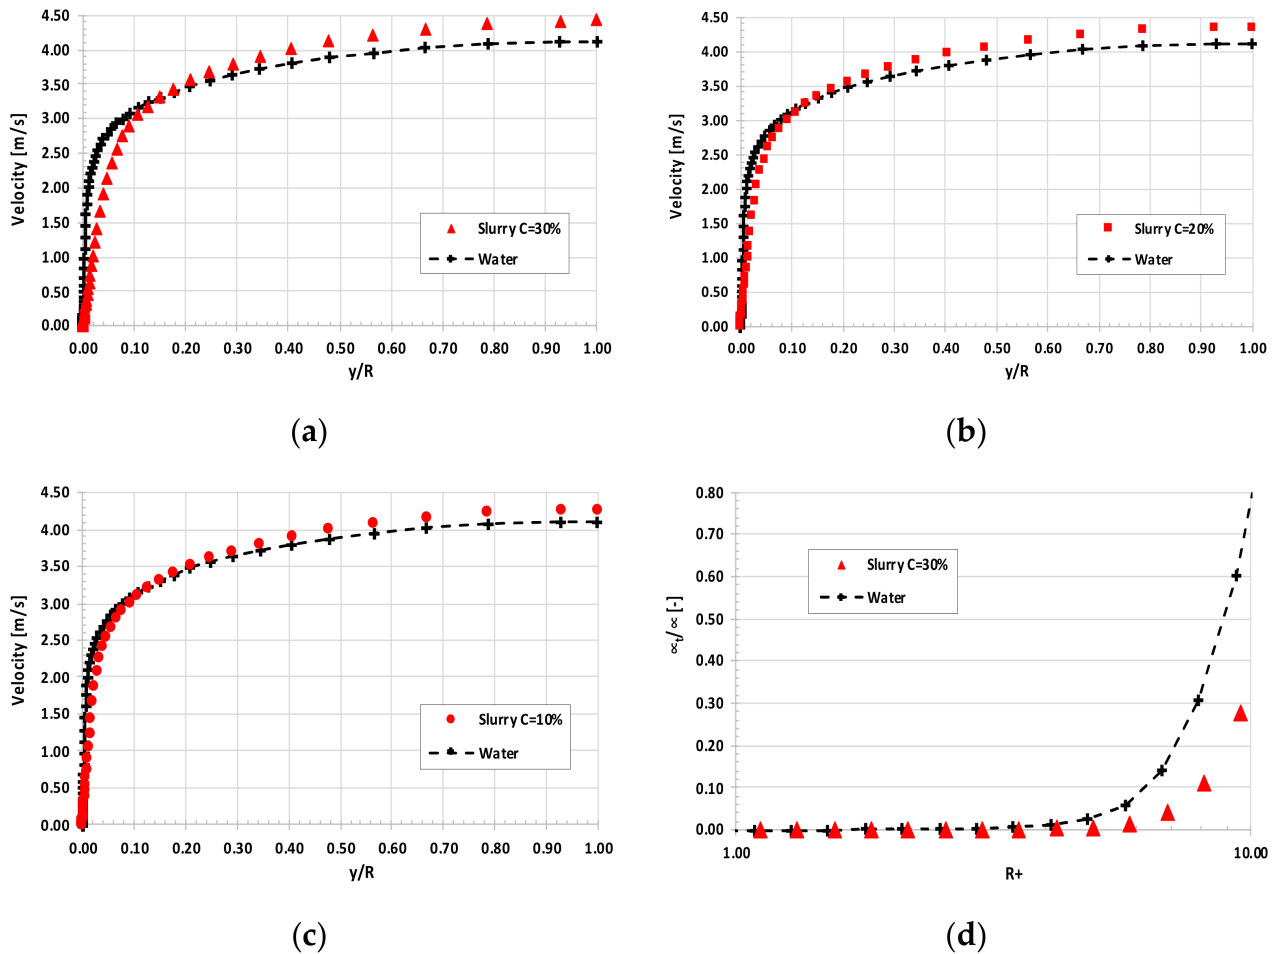 4.50
4.00
3.50
3.00
2.50
2.00
1.50
1.00
0.50
0.00
Velocity [m/s]
Slurry C=30%
Water
0.00 0.10 0.20 0.30 0.40 0.50 0.60 0.70 0.80 0.90 1.00
y/R
(a)
4.50
4.00
3.50
3.00
2.50
2.00
1.50
1.00
0.50
0.00
Velocity [m/s]
Slurry C=20%
Water
0.00 0.10 0.20 0.30 0.40 0.50 0.60 0.70 0.80 0.90 1.00
y/R
(b)
4.50
4.00
3.50
3.00
2.50
2.00
1.50
1.00
0.50
0.00
Velocity [m/s]
Slurry C=10%
Water
0.00 0.10 0.20 0.30 0.40 0.50 0.60 0.70 0.80 0.90 1.00
y/R
(c)
0.80
0.70
0.60
0.50
0.40
0.30
0.20
0.10
0.00
∝t/∝ [-]
Slurry C=30%
Water
1.00 10.00
R+
(d)